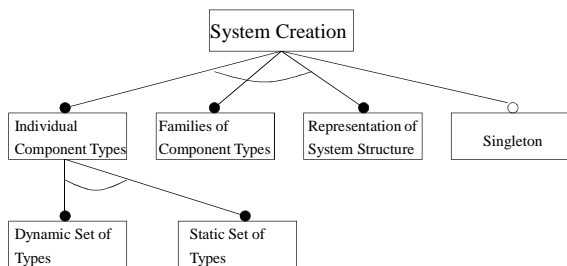 System Creation
Individual
Component Types
Families of
Component Types
Representation of
System Structure
Singleton
Dynamic Set of
Types
Static Set of
Types